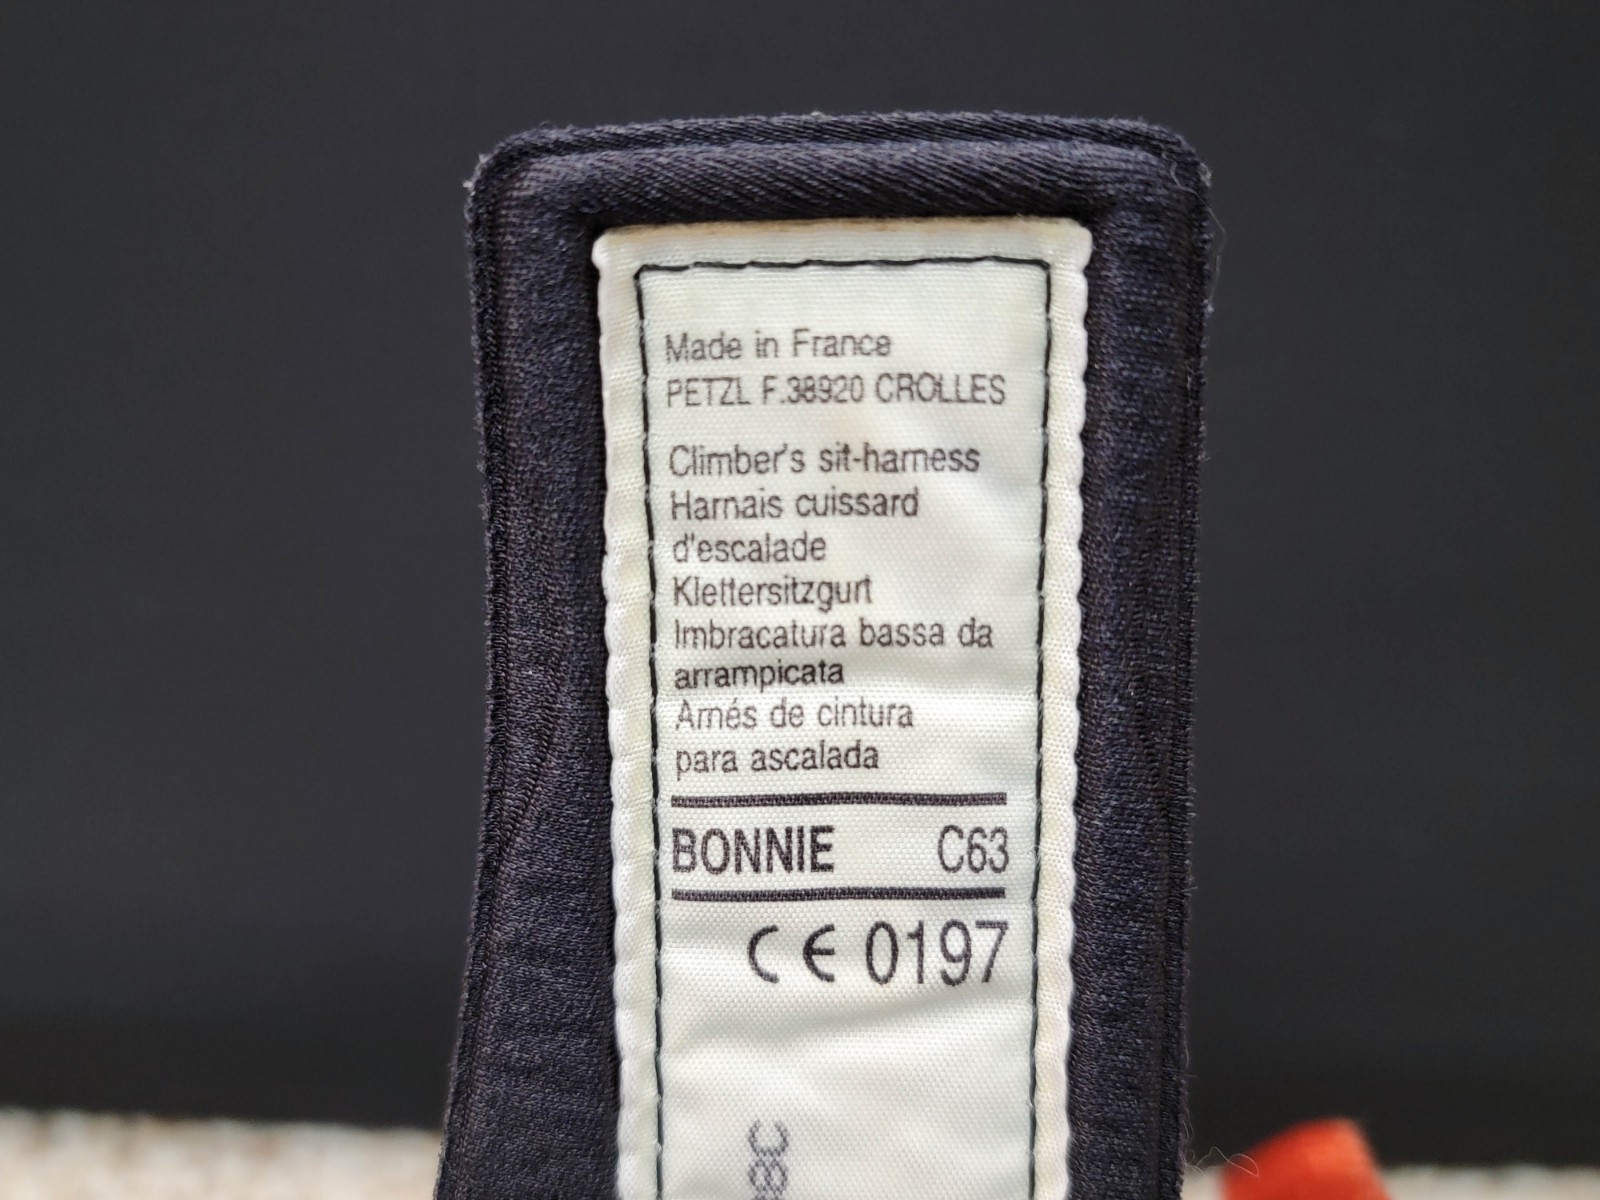 Made in France
PETZL F.38920 CROLLES
Climber's sit-harness
Harnais cuissard
d'escalade
Klettersitzgurt
Imbracatura bassa da
arrampicata
Arnés de cintura
para ascalada
BONNIE C63
CE 0197